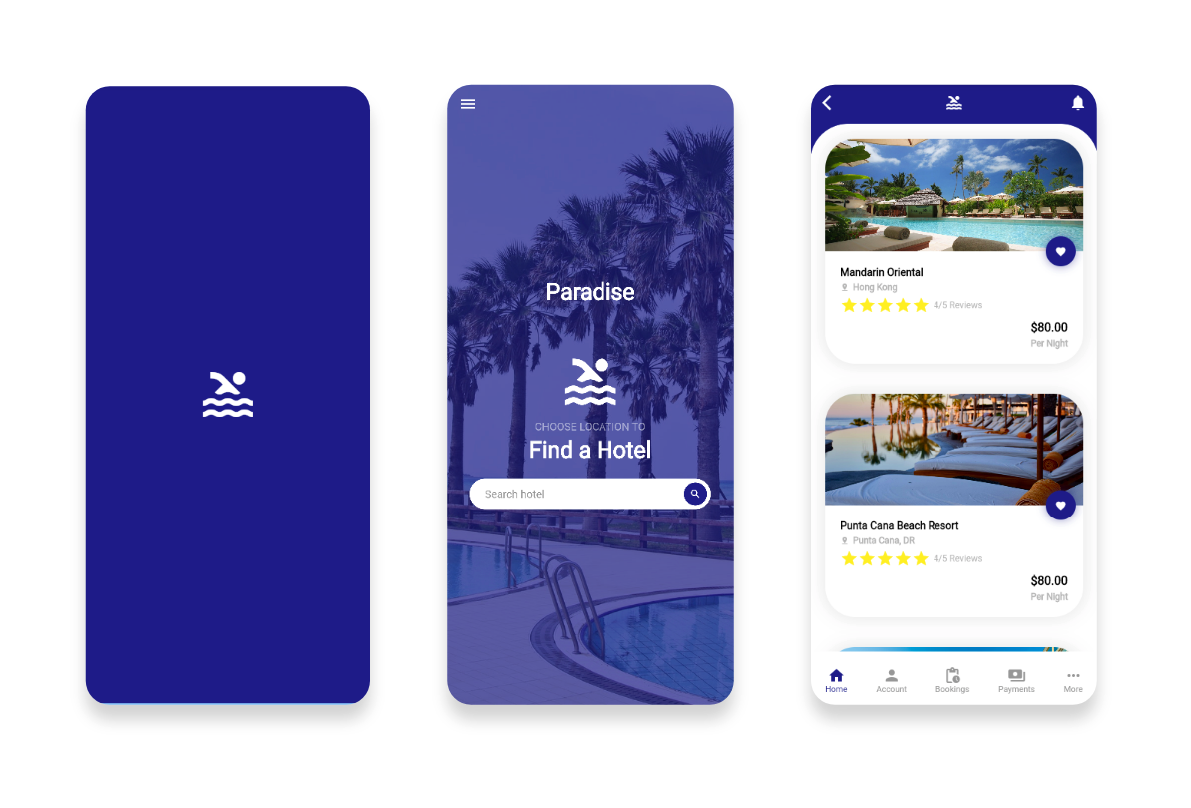 Paradise
CHOOSE LOCATION TO
Find a Hotel
Search hotel
Mandarin Oriental
Hong Kong
4/5 Reviews
$80.00
Per Night
Punta Cana Beach Resort
Punta Cana, DR
4/5 Reviews
$80.00
Per Night
Home Account Bookings Payments More